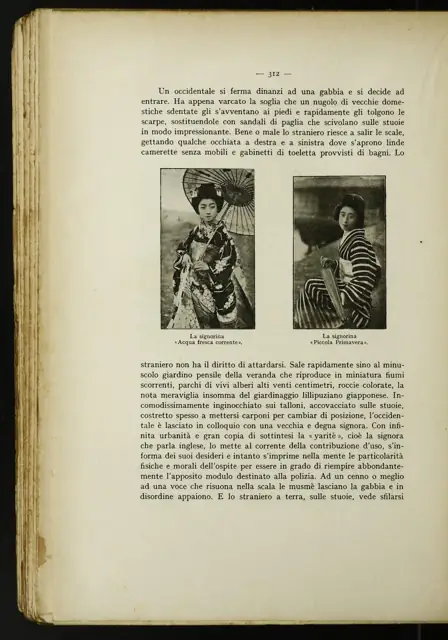 — 312 —
Un occidentale si ferma dinanzi ad una gabbia e si decide ad
entrare. Ha appena varcato la soglia che un nugolo di vecchie dome-
stiche sdentate gli s'avventano ai piedi e rapidamente gli tolgono le
scarpe, sostituendole con sandali di paglia che scivolano sulle stuoie
in modo impressionante. Bene o male lo straniero riesce a salir le scale,
gettando qualche occhiata a destra e a sinistra dove s'aprono linde
camerette senza mobili e gabinetti di toeletta provvisti di bagni. Lo
La signorina
«Acqua fresca corrente».
La signorina
«Piccola Primavera».
straniero non ha il diritto di attardarsi. Sale rapidamente sino al minu-
scolo giardino pensile della veranda che riproduce in miniatura fiumi
scorrenti, parchi di vivi alberi alti venti centimetri, roccie colorate, la
nota meraviglia insomma del giardinaggio lillipuziano giapponese. In-
comodissimamente inginocchiato sui talloni, accovacciato sulle stuoie,
costretto spesso a mettersi carponi per cambiar di posizione, l'occiden-
tale è lasciato in colloquio con una vecchia e degna signora. Con infi-
nita urbanità e gran copia di sottintesi la «yaritè», cioè la signora
che parla inglese, lo mette al corrente della contribuzione d'uso, s'in-
forma dei suoi desideri e intanto s'imprime nella mente le particolarità
fisiche e morali dell'ospite per essere in grado di riempire abbondante-
mente l'apposito modulo destinato alla polizia. Ad un cenno o meglio
ad una voce che risuona nella scala le musmè lasciano la gabbia e in
disordine appaiono. E lo straniero a terra, sulle stuoie, vede sfilarsi